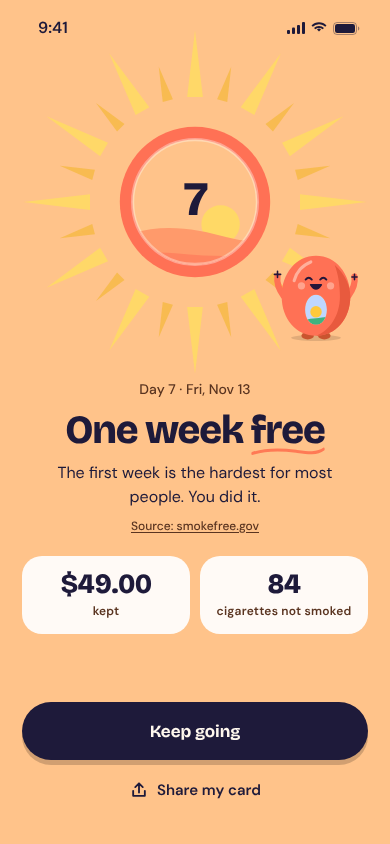 9:41
7
Day 7 · Fri, Nov 13
One week free
The first week is the hardest for most
people. You did it.
Source: smokefree.gov
$49.00
kept
84
cigarettes not smoked
Keep going
Share my card